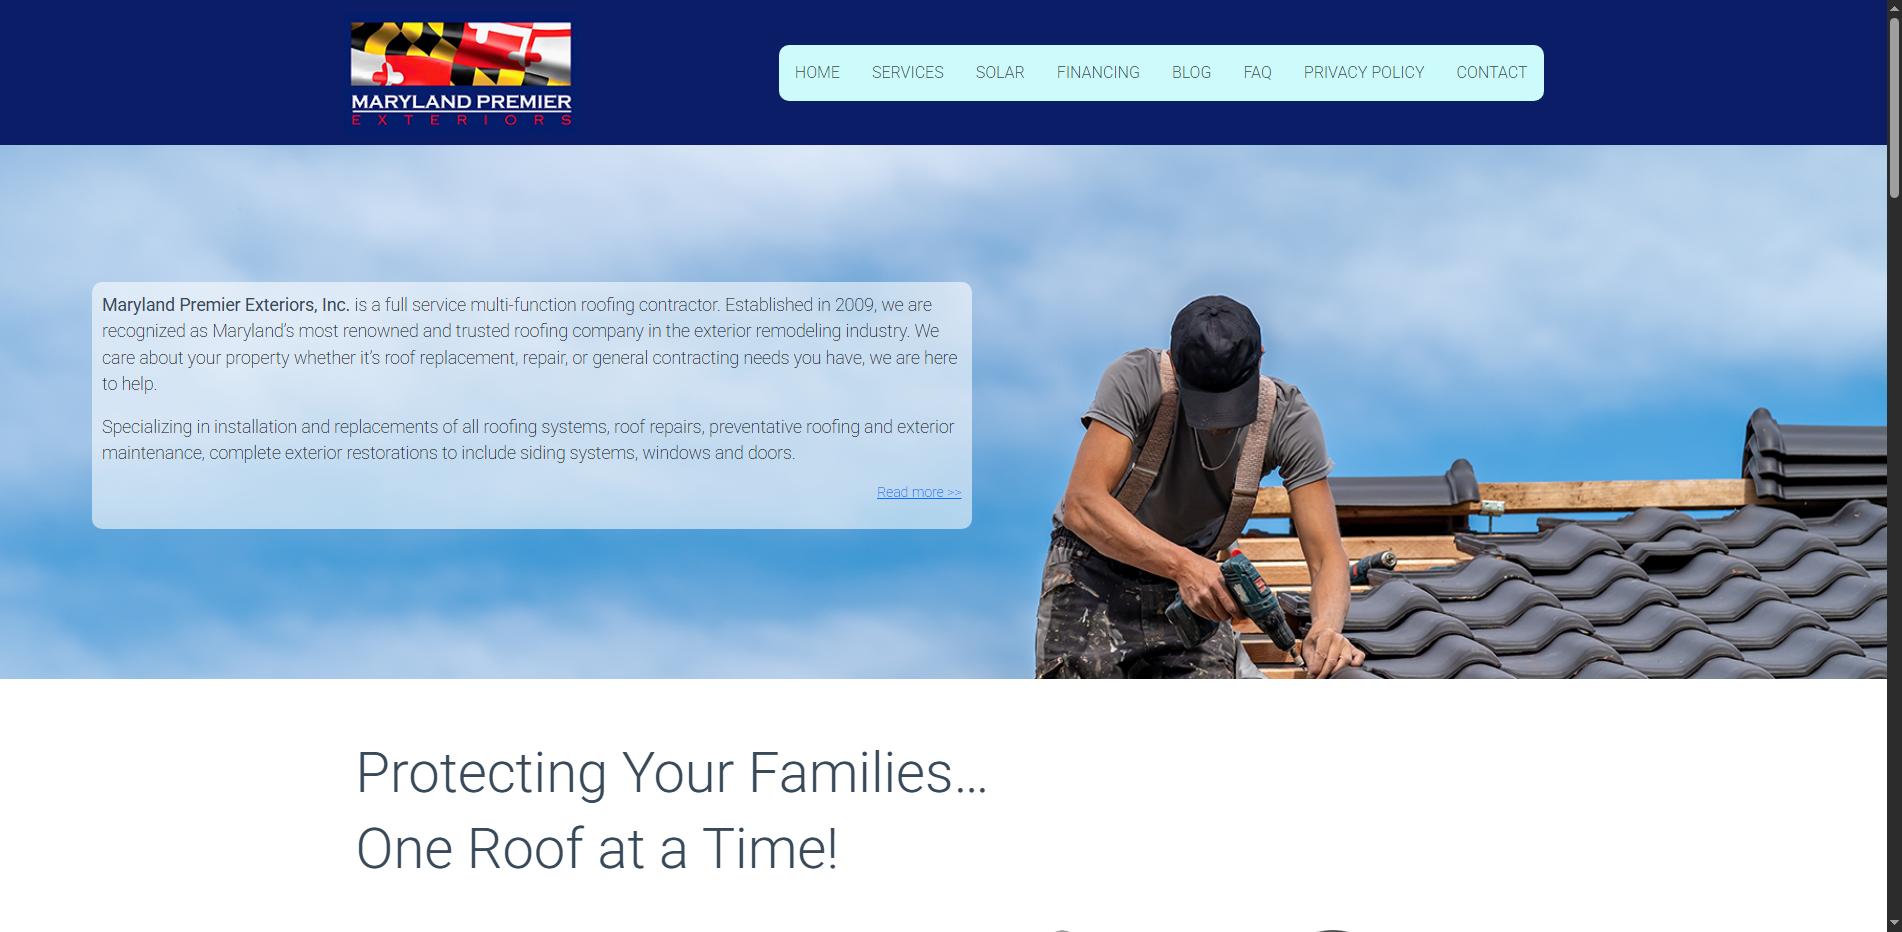 MARYLAND PREMIER
EXTERIORS
HOME SERVICES SOLAR FINANCING BLOG FAQ PRIVACY POLICY CONTACT
Maryland Premier Exteriors, Inc. is a full service multi-function roofing contractor. Established in 2009, we are
recognized as Maryland’s most renowned and trusted roofing company in the exterior remodeling industry. We
care about your property whether it’s roof replacement, repair, or general contracting needs you have, we are here
to help.
Specializing in installation and replacements of all roofing systems, roof repairs, preventative roofing and exterior
maintenance, complete exterior restorations to include siding systems, windows and doors.
Read more >>
Protecting Your Families…
One Roof at a Time!